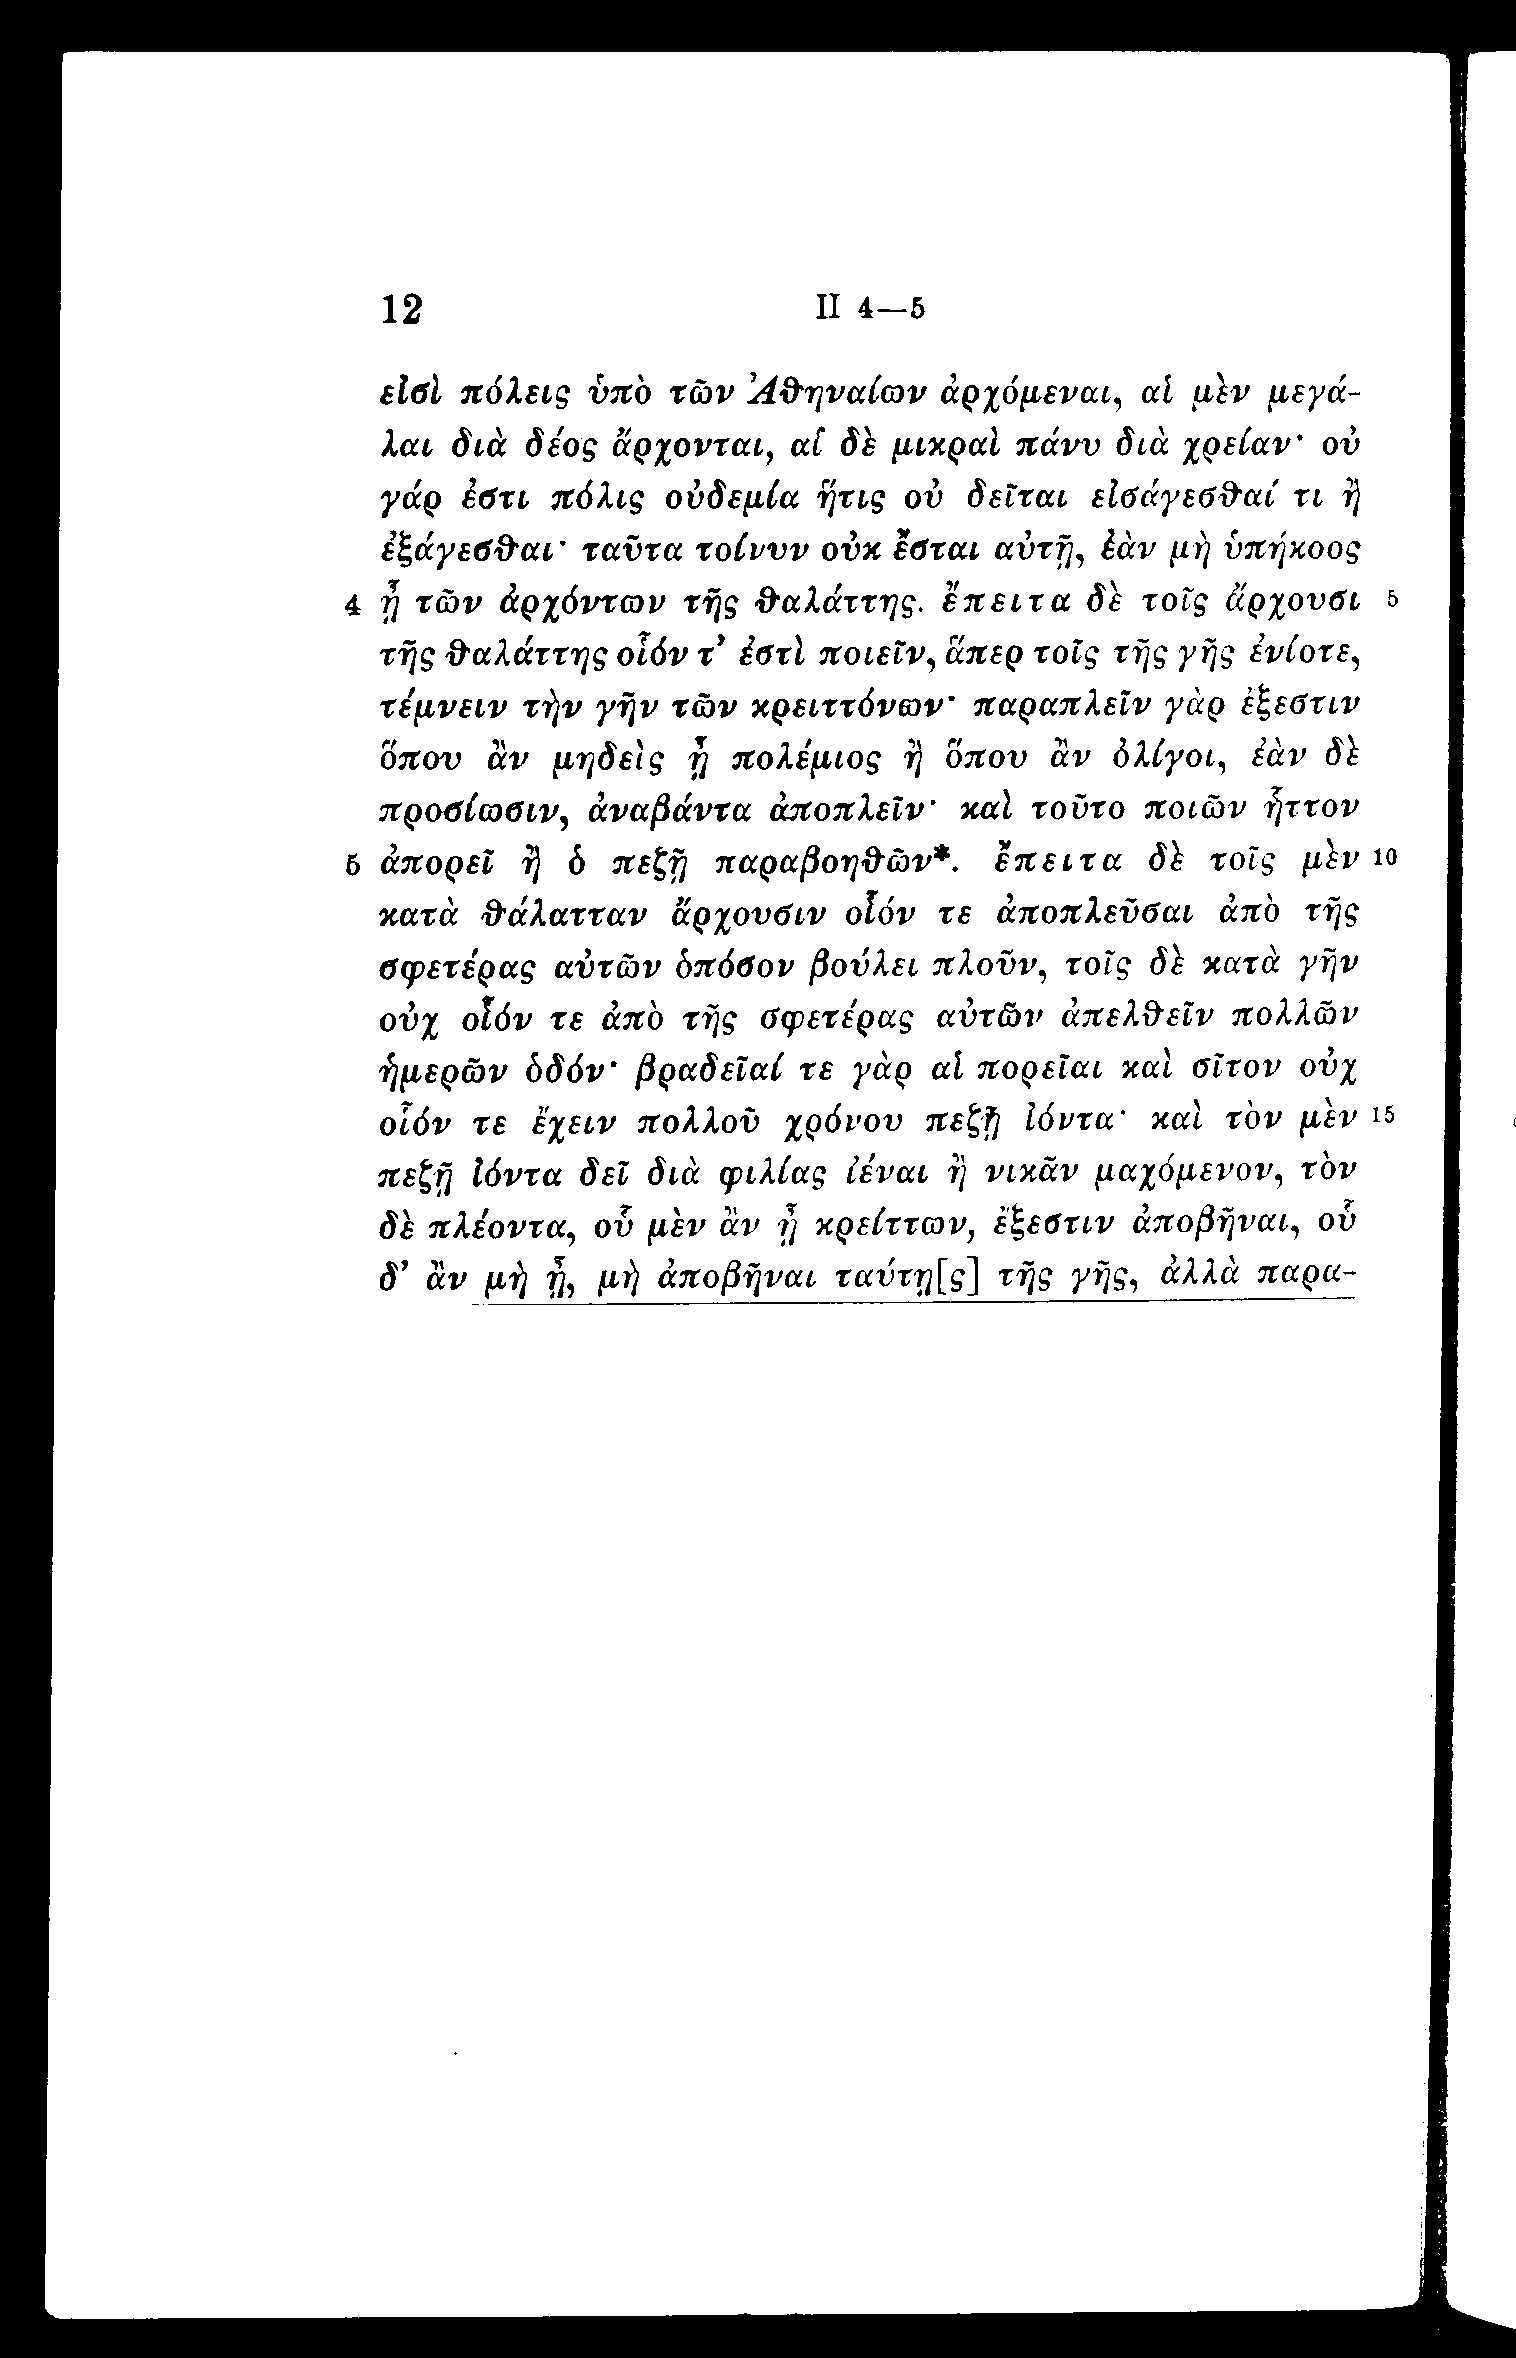 12 II 4—5
εἰσὶ πόλεις ὑπὸ τῶν Ἀθηναίων ἀρχόμεναι, αἱ μὲν μεγά-
λαι διὰ δέος ἄρχονται, αἱ δὲ μικραὶ πάνυ διὰ χρείαν· οὐ
γάρ ἐστι πόλις οὐδεμία ἥτις οὐ δεῖται εἰσάγεσθαί τι ἢ
ἐξάγεσθαι· ταῦτα τοίνυν οὐκ ἔσται αὐτῇ, ἐὰν μὴ ὑπήκοος
4 ᾖ τῶν ἀρχόντων τῆς θαλάττης. ἔπειτα δὲ τοῖς ἄρχουσι 5
τῆς θαλάττης οἷόν τ’ ἐστὶ ποιεῖν, ἅπερ τοῖς τῆς γῆς ἐνίοτε,
τέμνειν τὴν γῆν τῶν κρειττόνων· παραπλεῖν γὰρ ἔξεστιν
ὅπου ἂν μηδεὶς ᾖ πολέμιος ἢ ὅπου ἂν ὀλίγοι, ἐὰν δὲ
προσίωσιν, ἀναβάντα ἀποπλεῖν· καὶ τοῦτο ποιῶν ἧττον
5 ἀπορεῖ ἢ ὁ πεζῇ παραβοηθῶν*. ἔπειτα δὲ τοῖς μὲν 10
κατὰ θάλατταν ἄρχουσιν οἷόν τε ἀποπλεῦσαι ἀπὸ τῆς
σφετέρας αὐτῶν ὁπόσον βούλει πλοῦν, τοῖς δὲ κατὰ γῆν
οὐχ οἷόν τε ἀπὸ τῆς σφετέρας αὐτῶν ἀπελθεῖν πολλῶν
ἡμερῶν ὁδόν· βραδεῖαί τε γὰρ αἱ πορεῖαι καὶ σῖτον οὐχ
οἷόν τε ἔχειν πολλοῦ χρόνου πεζῇ ἰόντα· καὶ τὸν μὲν 15
πεζῇ ἰόντα δεῖ διὰ φιλίας ἰέναι ἢ νικᾶν μαχόμενον, τὸν
δὲ πλέοντα, οὗ μὲν ἂν ᾖ κρείττων, ἔξεστιν ἀποβῆναι, οὗ
δ’ ἂν μὴ ᾖ, μὴ ἀποβῆναι ταύτῃ[ς] τῆς γῆς, ἀλλὰ παρα-